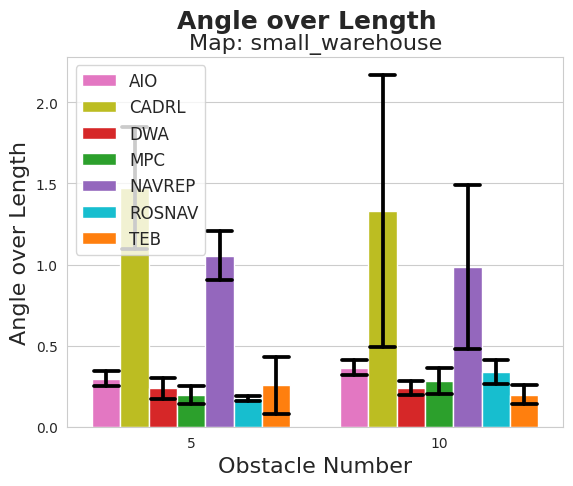 Angle over Length
Map: small_warehouse
AIO
CADRL
DWA
MPC
NAVREP
ROSNAV
TEB
Angle over Length
2.0
1.5
1.0
0.5
0.0
5
10
Obstacle Number